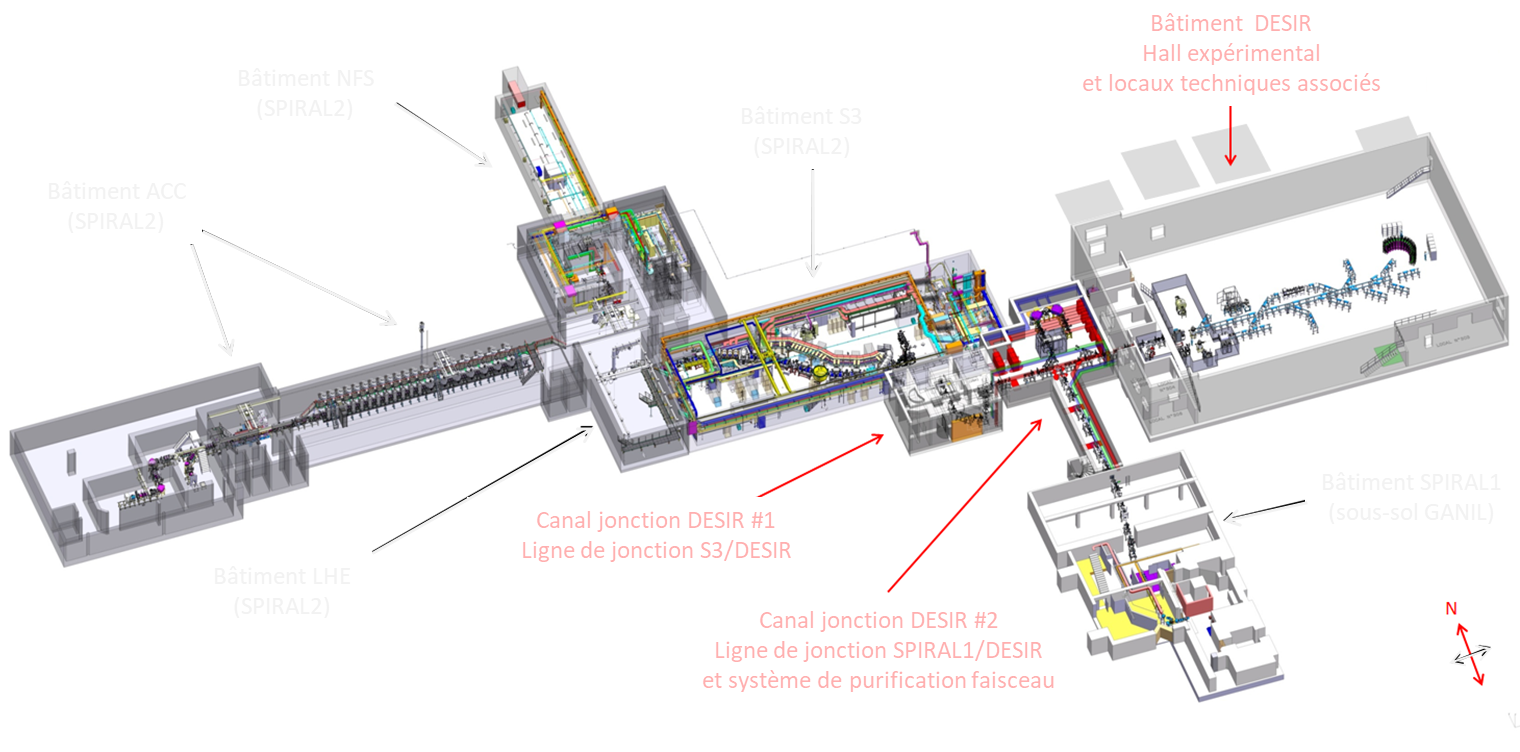 Bâtiment DESIR
Hall expérimental
et locaux techniques associés
Bâtiment NFS
(SPIRAL2)
Bâtiment S3
(SPIRAL2)
Bâtiment ACC
(SPIRAL2)
Bâtiment SPIRAL1
(sous-sol GANIL)
Canal jonction DESIR #1
Ligne de jonction S3/DESIR
Bâtiment LHE
(SPIRAL2)
Canal jonction DESIR #2
Ligne de jonction SPIRAL1/DESIR
et système de purification faisceau
N